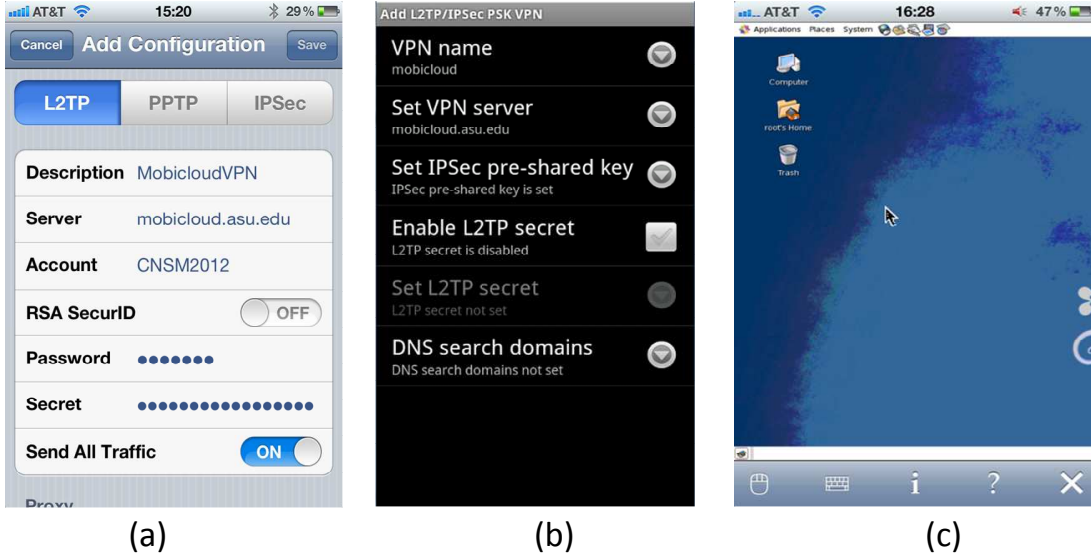 AT&T 15:20 29%
Cancel Add Configuration Save
L2TP PPTP IPSec
Description MobicloudVPN
Server mobicloud.asu.edu
Account CNSM2012
RSA SecurID OFF
Password ●●●●●●●
Secret ●●●●●●●●●●●●●●●●●
Send All Traffic ON
Proxy
(a)
Add L2TP/IPSec PSK VPN
VPN name
mobicloud
Set VPN server
mobicloud.asu.edu
Set IPSec pre-shared key
IPSec pre-shared key is set
Enable L2TP secret
L2TP secret is disabled
Set L2TP secret
L2TP secret not set
DNS search domains
DNS search domains not set
(b)
AT&T 16:28 47%
Applications Places System
Computer
root's Home
Trash
i ?
(c)